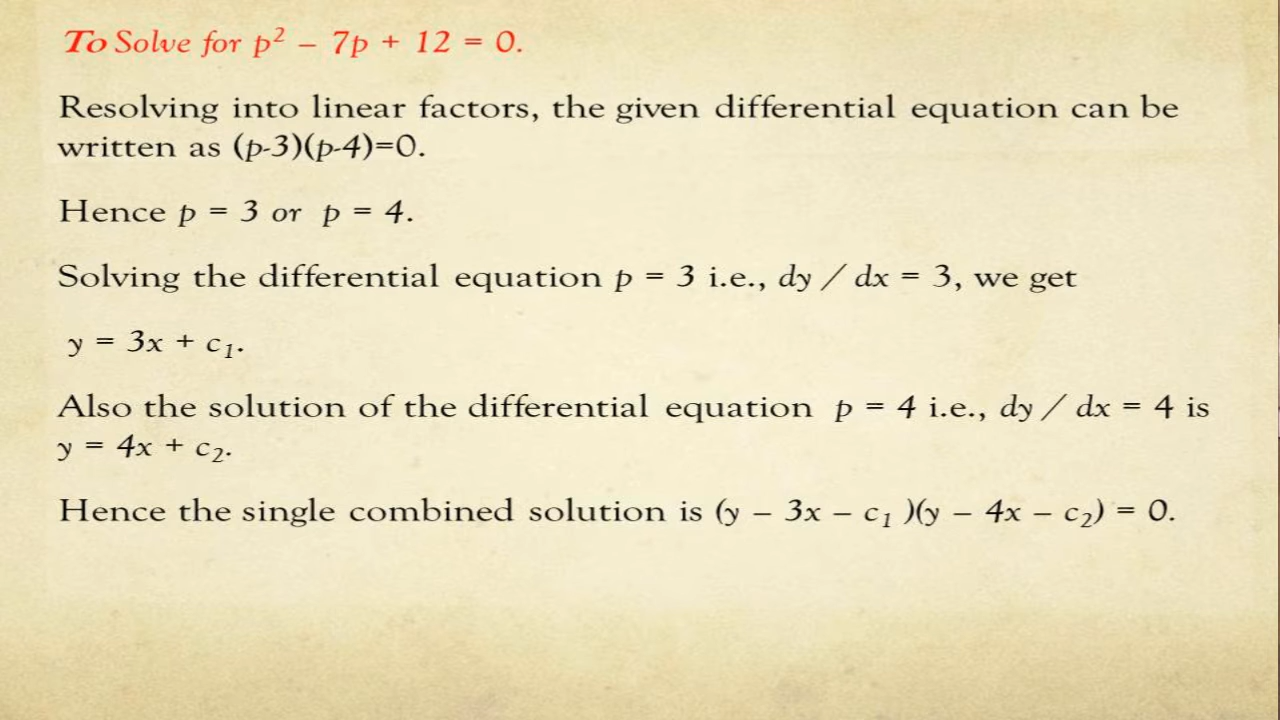 To Solve for p² – 7p + 12 = 0.
Resolving into linear factors, the given differential equation can be
written as (p-3)(p-4)=0.
Hence p = 3 or p = 4.
Solving the differential equation p = 3 i.e., dy / dx = 3, we get
y = 3x + c₁.
Also the solution of the differential equation p = 4 i.e., dy / dx = 4 is
y = 4x + c₂.
Hence the single combined solution is (y – 3x – c₁ )(y – 4x – c₂) = 0.